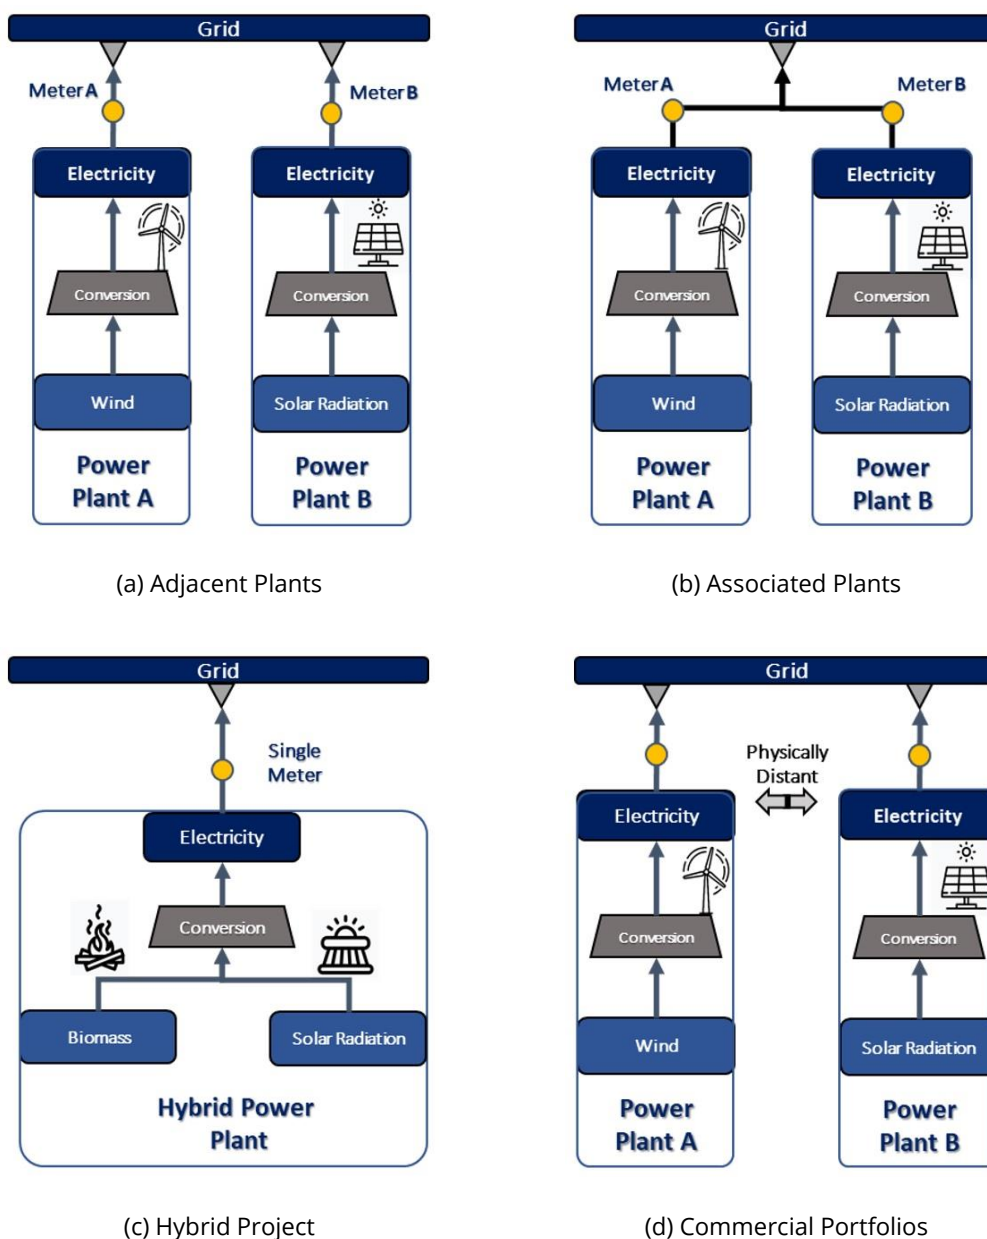 Grid
Meter A
Meter B
Electricity
Electricity
Conversion
Conversion
Wind
Solar Radiation
Power
Plant A
Power
Plant B
(a) Adjacent Plants
Grid
Meter A
Meter B
Electricity
Electricity
Conversion
Conversion
Wind
Solar Radiation
Power
Plant A
Power
Plant B
(b) Associated Plants
Grid
Single
Meter
Electricity
Conversion
Biomass
Solar Radiation
Hybrid Power
Plant
(c) Hybrid Project
Grid
Physically
Distant
Electricity
Electricity
Conversion
Conversion
Wind
Solar Radiation
Power
Plant A
Power
Plant B
(d) Commercial Portfolios